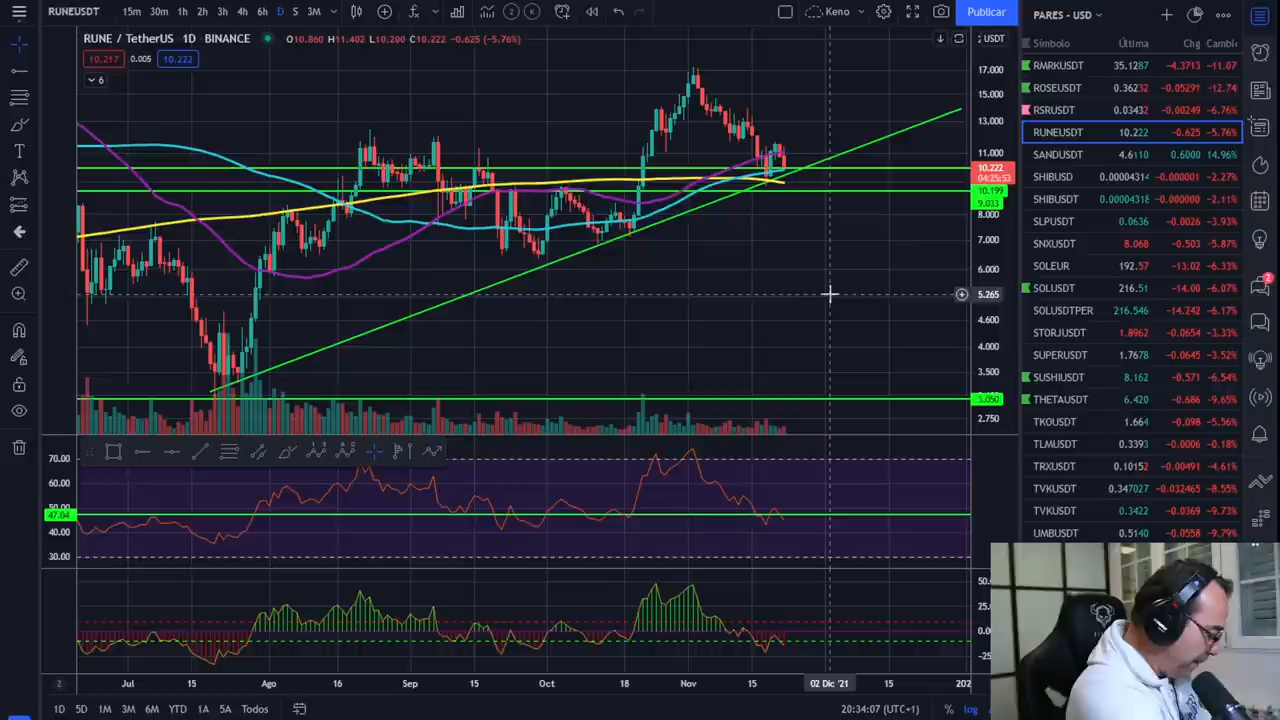 RUNEUSDT 15m 30m 1h 2h 3h 4h 6h D S 3M Keno Publicar
RUNE / TetherUS 1D BINANCE O10.860 H11.402 L10.200 C10.222 −0.625 (−5.76%)
10.217 0.005 10.222
6
USDT
17.000
15.000
13.000
11.000
10.222
04:25:53
10.199
9.033
8.000
7.000
6.000
5.265
4.600
4.000
3.500
3.050
2.750
70.00
60.00
50.00
47.04
40.00
30.00
50.0
25.0
0.00
−25
Jul 15 Ago 16 Sep 15 Oct 18 Nov 15 02 Dic '21 15 202
1D 5D 1M 3M 6M YTD 1A 5A Todos 20:34:07 (UTC+1) % log
PARES - USD
Símbolo Última Chg Cambi
RMRKUSDT 35.1287 −4.3713 −11.07
ROSEUSDT 0.36232 −0.05291 −12.74
RSRUSDT 0.03432 −0.00249 −6.76%
RUNEUSDT 10.222 −0.625 −5.76%
SANDUSDT 4.6110 0.6000 14.96%
SHIBUSD 0.00004314 −0.000000 −2.27%
SHIBUSDT 0.00004318 −0.000000 −2.11%
SLPUSDT 0.0636 −0.0026 −3.93%
SNXUSDT 8.068 −0.503 −5.87%
SOLEUR 192.57 −13.02 −6.33%
SOLUSDT 216.51 −14.00 −6.07%
SOLUSDTPER 216.546 −14.242 −6.17%
STORJUSDT 1.8962 −0.0654 −3.33%
SUPERUSDT 1.7678 −0.0645 −3.52%
SUSHIUSDT 8.162 −0.571 −6.54%
THETAUSDT 6.420 −0.686 −9.65%
TKOUSDT 1.664 −0.098 −5.56%
TLMUSDT 0.3393 −0.0006 −0.18%
TRXUSDT 0.10152 −0.00491 −4.61%
TVKUSDT 0.347027 −0.032465 −8.55%
TVKUSDT 0.3422 −0.0369 −9.73%
UMBUSDT 0.5140 −0.0558 −9.79%
2